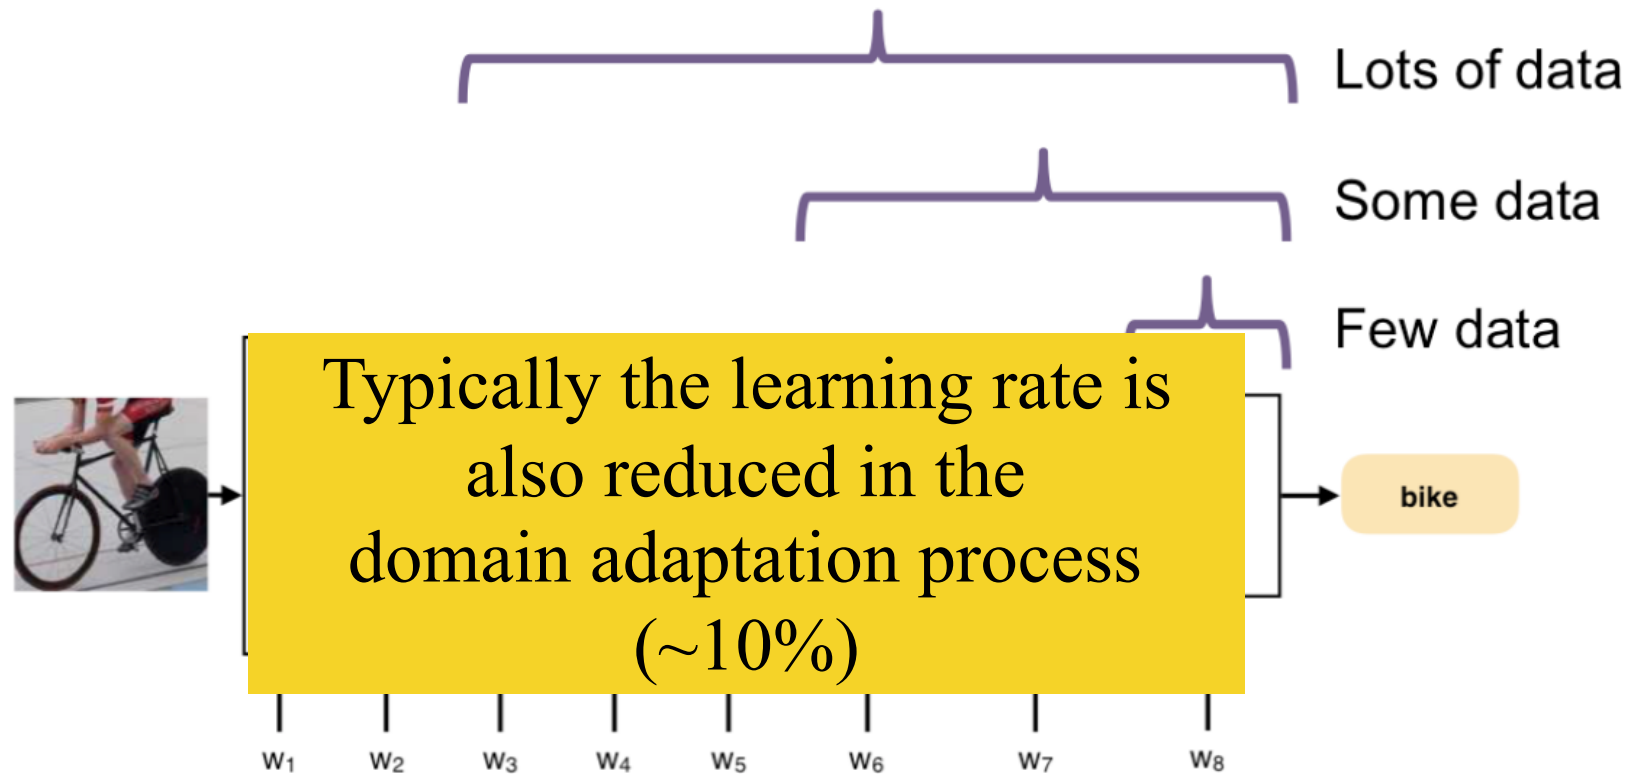 Lots of data
Some data
Few data
Typically the learning rate is
also reduced in the
domain adaptation process
(~10%)
bike
w₁ w₂ w₃ w₄ w₅ w₆ w₇ w₈